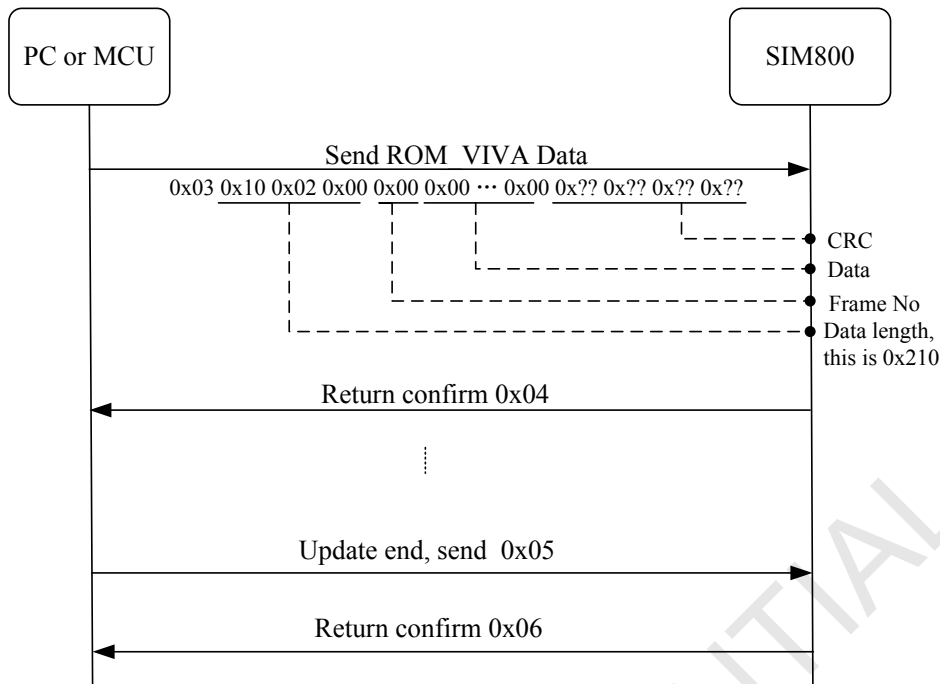 PC or MCU
SIM800
Send ROM VIVA Data
0x03 0x10 0x02 0x00 0x00 0x00 ··· 0x00 0x?? 0x?? 0x?? 0x??
CRC
Data
Frame No
Data length,
this is 0x210
Return confirm 0x04
Update end, send 0x05
Return confirm 0x06